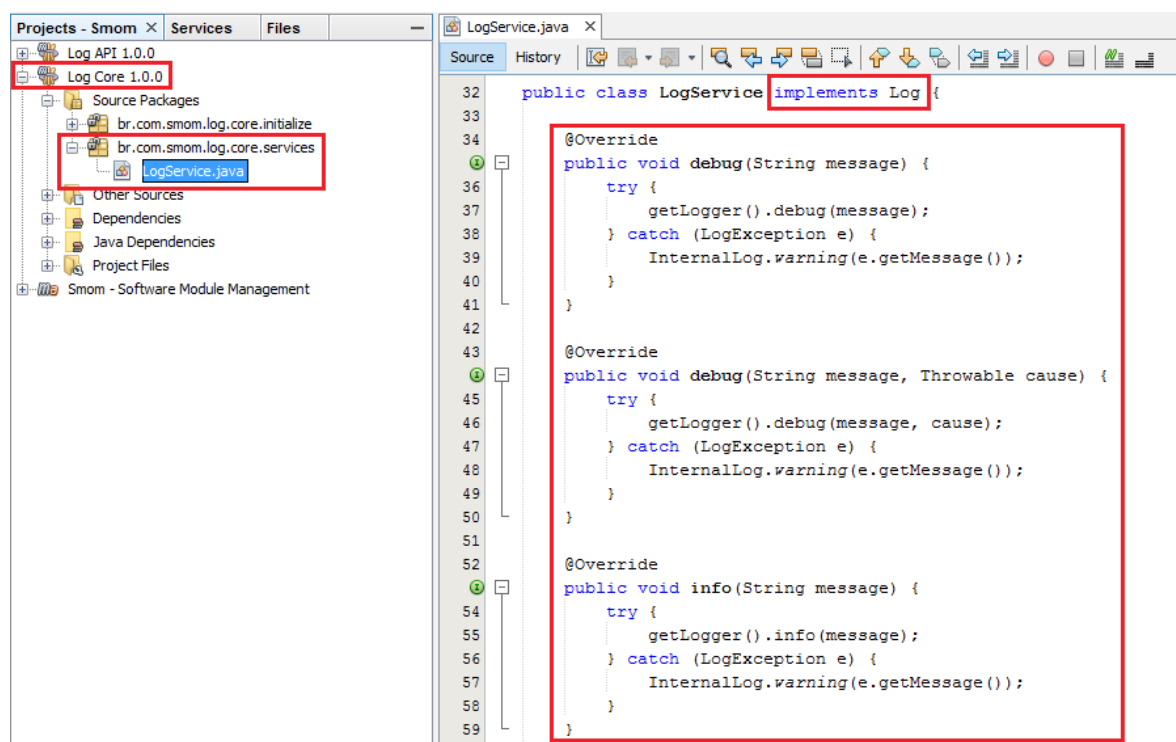 Projects - Smom × Services Files
Log API 1.0.0
Log Core 1.0.0
Source Packages
br.com.smom.log.core.initialize
br.com.smom.log.core.services
LogService.java
Other Sources
Dependencies
Java Dependencies
Project Files
Smom - Software Module Management
LogService.java ×
Source History
32 public class LogService implements Log {
33
34 @Override
public void debug(String message) {
36 try {
37 getLogger().debug(message);
38 } catch (LogException e) {
39 InternalLog.warning(e.getMessage());
40 }
41 }
42
43 @Override
public void debug(String message, Throwable cause) {
45 try {
46 getLogger().debug(message, cause);
47 } catch (LogException e) {
48 InternalLog.warning(e.getMessage());
49 }
50 }
51
52 @Override
public void info(String message) {
54 try {
55 getLogger().info(message);
56 } catch (LogException e) {
57 InternalLog.warning(e.getMessage());
58 }
59 }